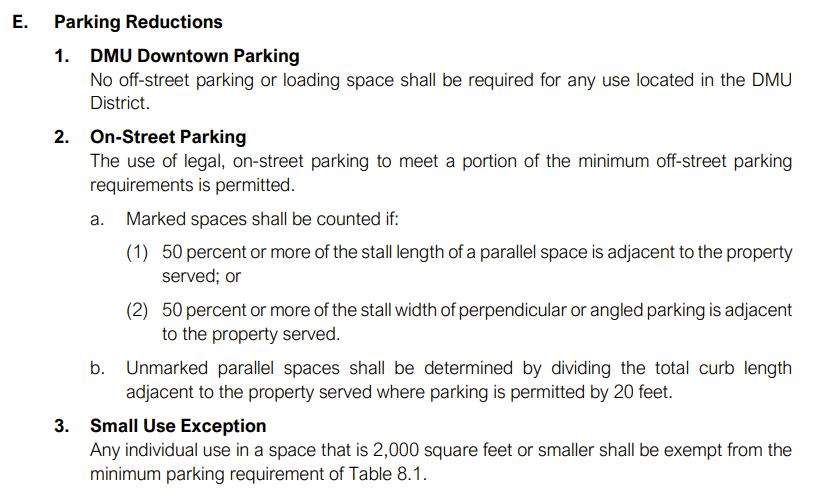 E. Parking Reductions
1. DMU Downtown Parking
No off-street parking or loading space shall be required for any use located in the DMU
District.
2. On-Street Parking
The use of legal, on-street parking to meet a portion of the minimum off-street parking
requirements is permitted.
a. Marked spaces shall be counted if:
(1) 50 percent or more of the stall length of a parallel space is adjacent to the property
served; or
(2) 50 percent or more of the stall width of perpendicular or angled parking is adjacent
to the property served.
b. Unmarked parallel spaces shall be determined by dividing the total curb length
adjacent to the property served where parking is permitted by 20 feet.
3. Small Use Exception
Any individual use in a space that is 2,000 square feet or smaller shall be exempt from the
minimum parking requirement of Table 8.1.